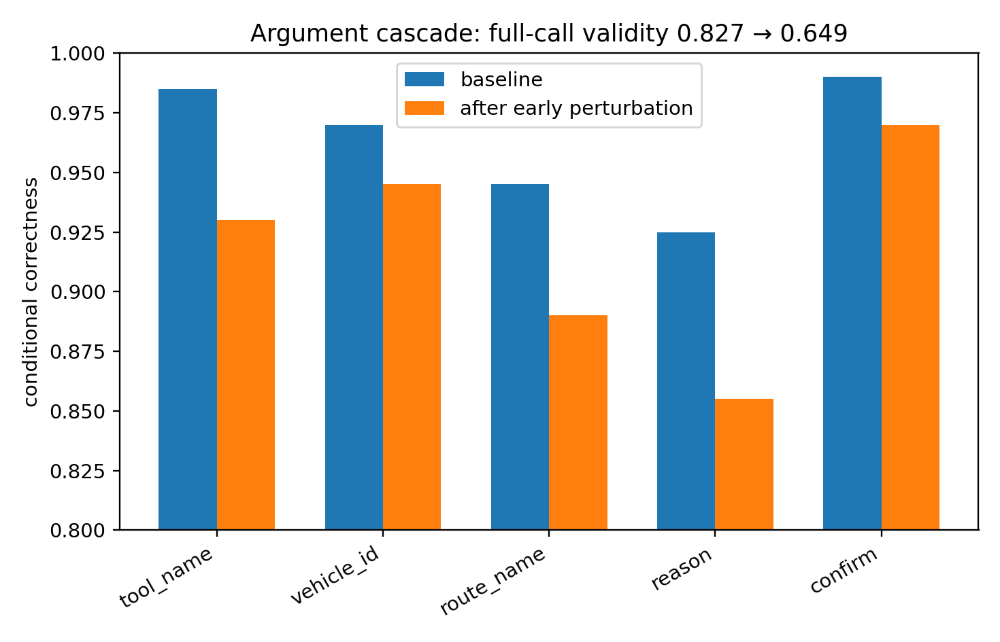 Argument cascade: full-call validity 0.827 → 0.649
baseline
after early perturbation
conditional correctness
1.000
0.975
0.950
0.925
0.900
0.875
0.850
0.825
0.800
tool_name
vehicle_id
route_name
reason
confirm